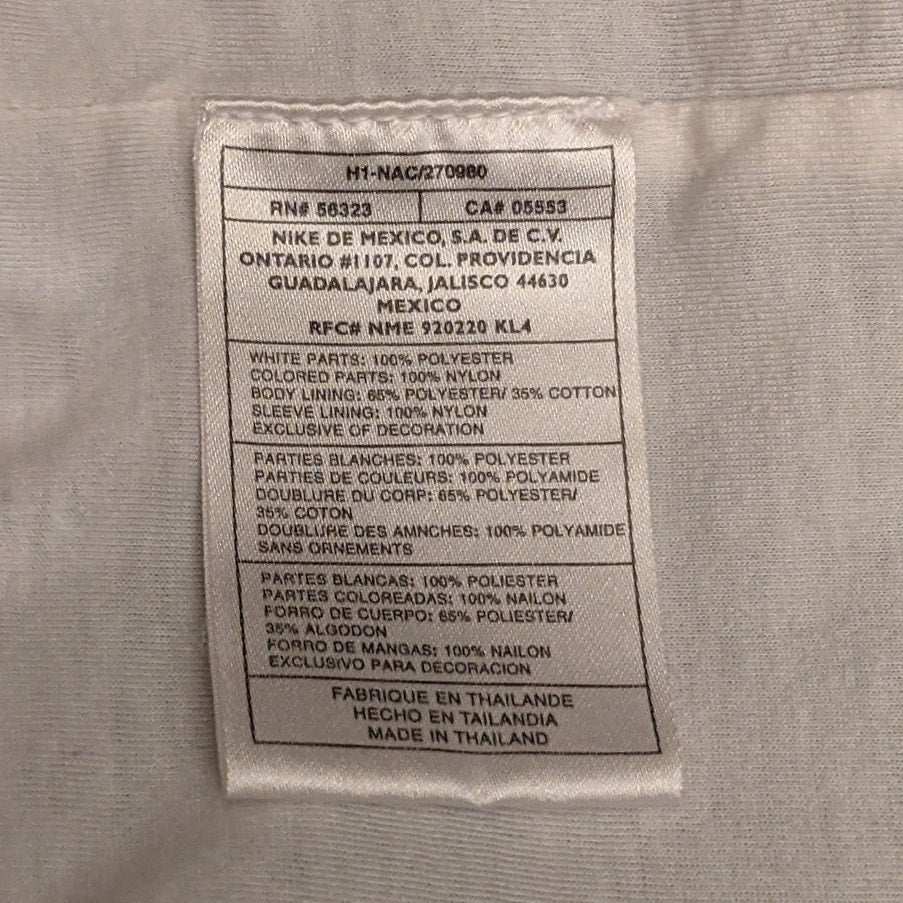 H1-NAC/270980
RN# 56323 CA# 05553
NIKE DE MEXICO, S.A. DE C.V.
ONTARIO #1107, COL. PROVIDENCIA
GUADALAJARA, JALISCO 44630
MEXICO
RFC# NME 920220 KL4
WHITE PARTS: 100% POLYESTER
COLORED PARTS: 100% NYLON
BODY LINING: 65% POLYESTER/ 35% COTTON
SLEEVE LINING: 100% NYLON
EXCLUSIVE OF DECORATION
PARTIES BLANCHES: 100% POLYESTER
PARTIES DE COULEURS: 100% POLYAMIDE
DOUBLURE DU CORP: 65% POLYESTER/
35% COTON
DOUBLURE DES AMNCHES: 100% POLYAMIDE
SANS ORNEMENTS
PARTES BLANCAS: 100% POLIESTER
PARTES COLOREADAS: 100% NAILON
FORRO DE CUERPO: 65% POLIESTER/
35% ALGODON
FORRO DE MANGAS: 100% NAILON
EXCLUSIVO PARA DECORACION
FABRIQUE EN THAILANDE
HECHO EN TAILANDIA
MADE IN THAILAND